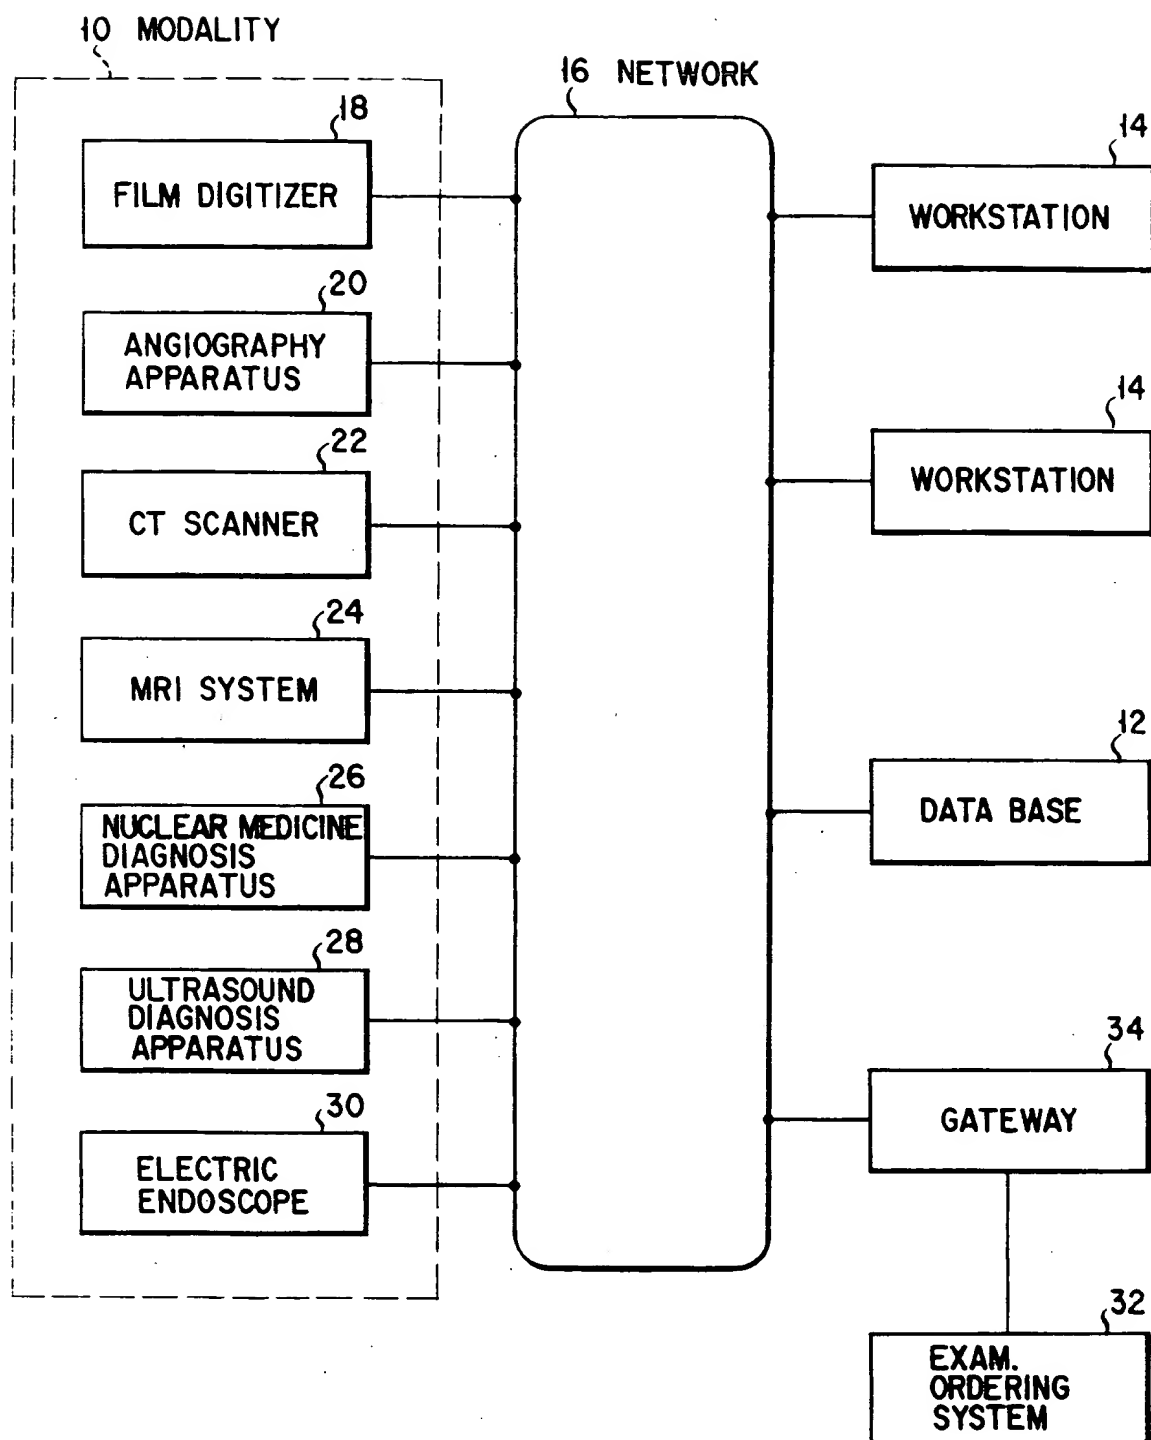 10 MODALITY
16 NETWORK
18
FILM DIGITIZER
20
ANGIOGRAPHY
APPARATUS
22
CT SCANNER
24
MRI SYSTEM
26
NUCLEAR MEDICINE
DIAGNOSIS
APPARATUS
28
ULTRASOUND
DIAGNOSIS
APPARATUS
30
ELECTRIC
ENDOSCOPE
14
WORKSTATION
14
WORKSTATION
12
DATA BASE
34
GATEWAY
32
EXAM.
ORDERING
SYSTEM